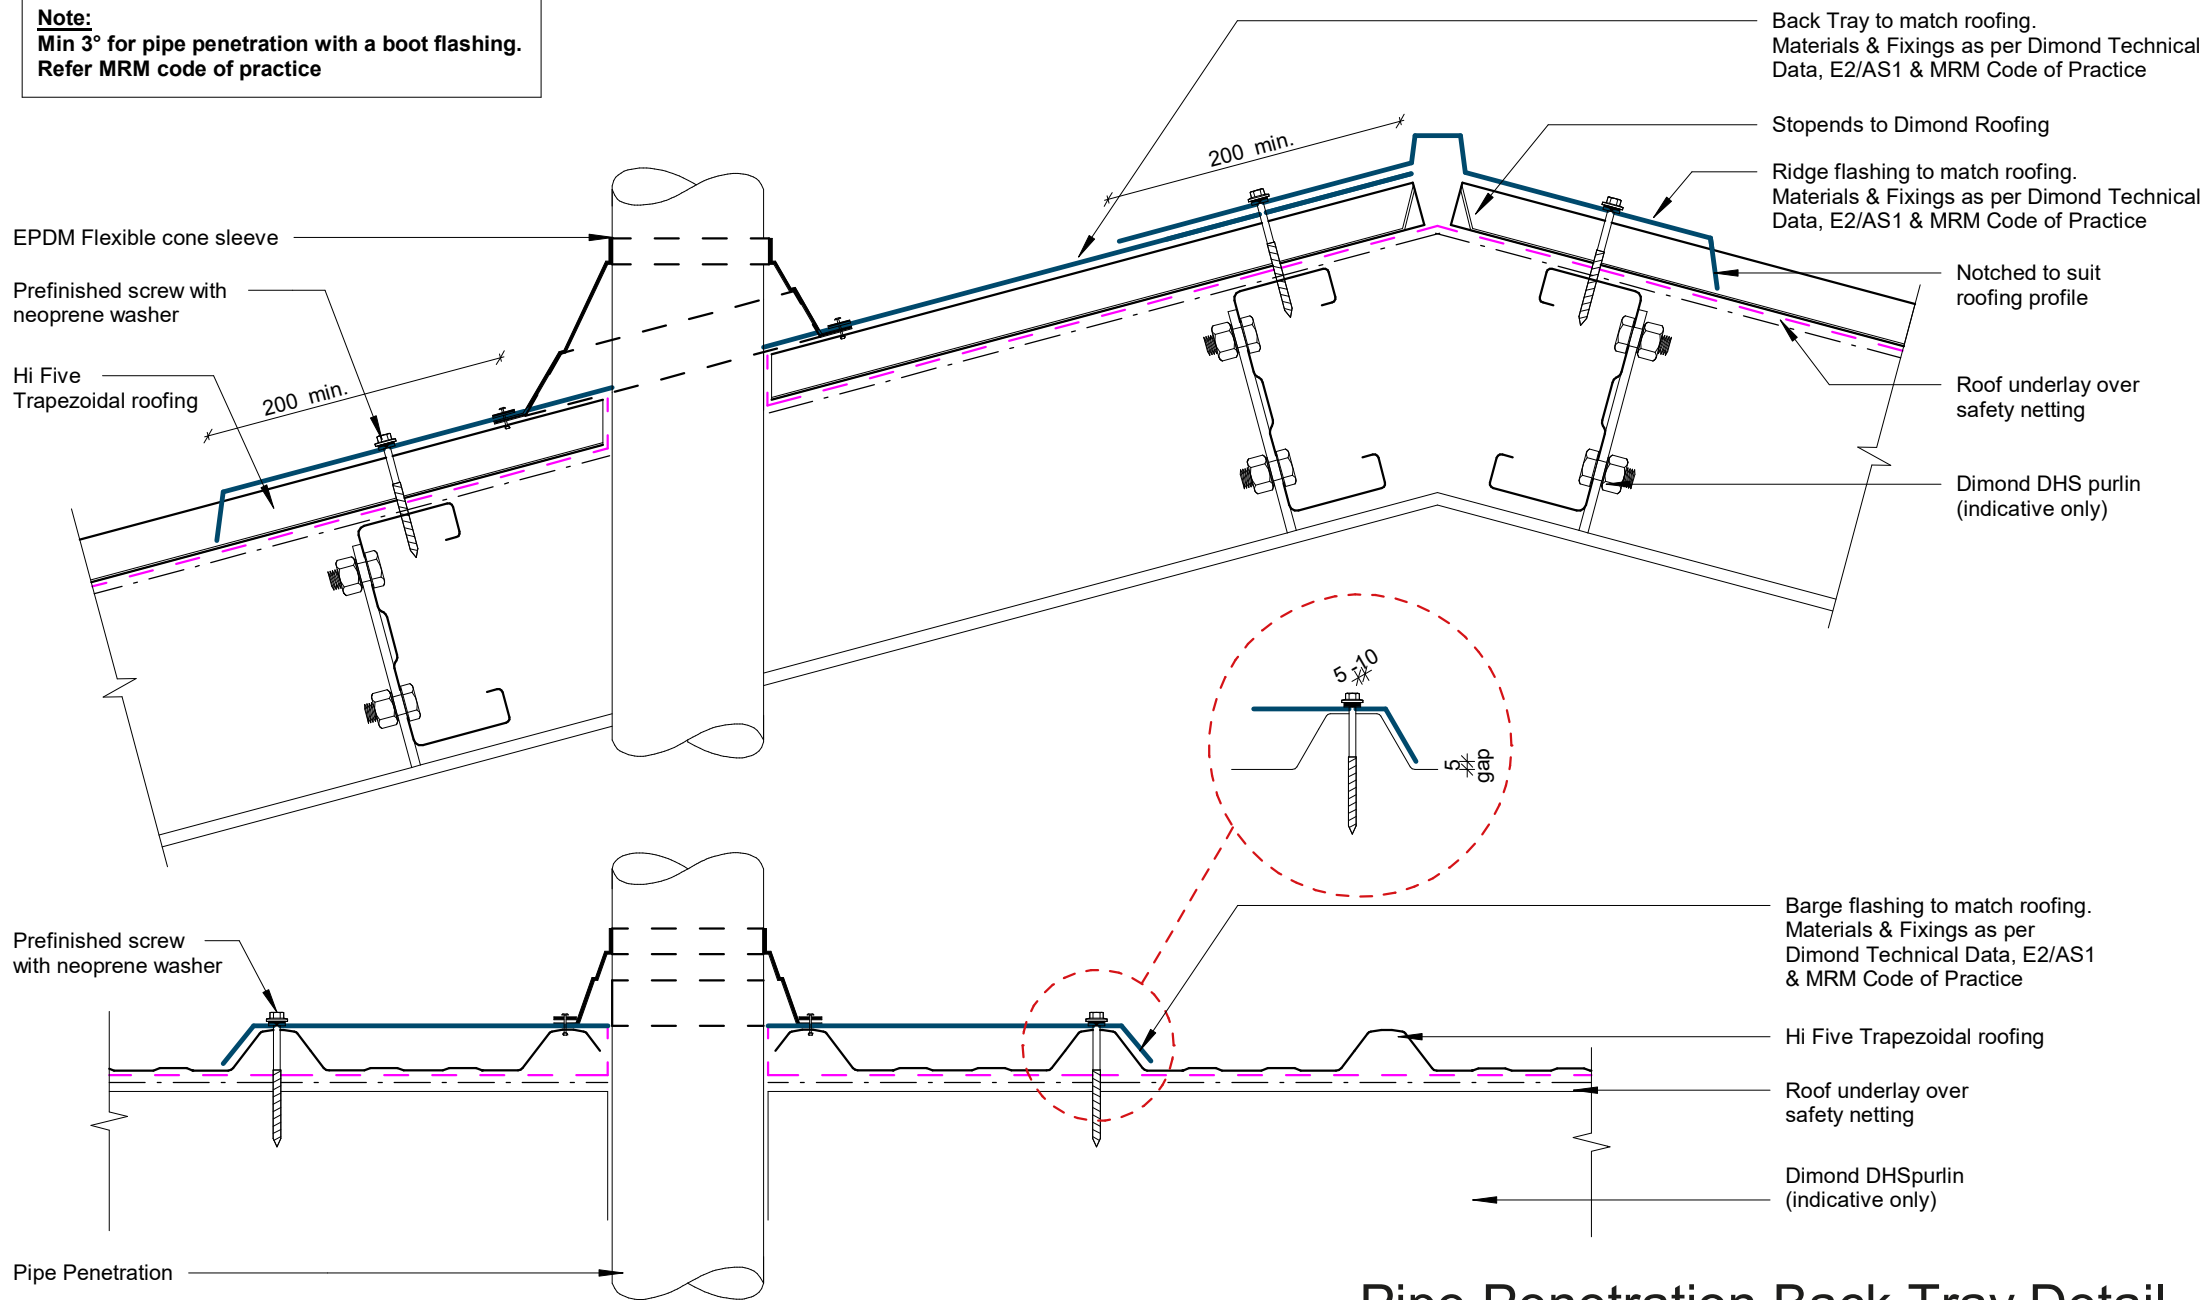 Note:
Min 3° for pipe penetration with a boot flashing.
Refer MRM code of practice
Back Tray to match roofing.
Materials & Fixings as per Dimond Technical
Data, E2/AS1 & MRM Code of Practice
Stopends to Dimond Roofing
200 min.
Ridge flashing to match roofing.
Materials & Fixings as per Dimond Technical
Data, E2/AS1 & MRM Code of Practice
EPDM Flexible cone sleeve
Notched to suit
roofing profile
Prefinished screw with
neoprene washer
Hi Five
Trapezoidal roofing
200 min.
Roof underlay over
safety netting
Dimond DHS purlin
(indicative only)
5 -10
5
gap
Barge flashing to match roofing.
Materials & Fixings as per
Dimond Technical Data, E2/AS1
& MRM Code of Practice
Prefinished screw
with neoprene washer
Hi Five Trapezoidal roofing
Roof underlay over
safety netting
Dimond DHSpurlin
(indicative only)
Pipe Penetration
Pipe Penetration Back Tray Detail